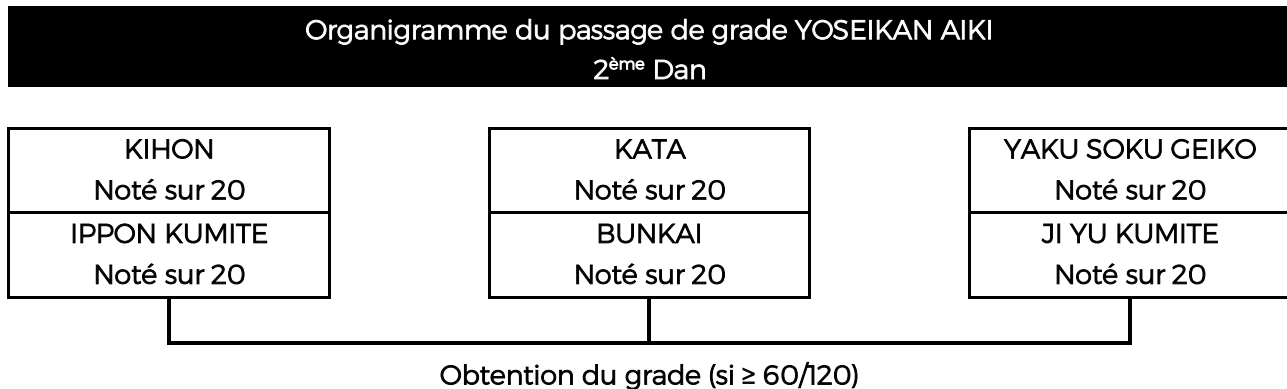 Organigramme du passage de grade YOSEIKAN AIKI
2ème Dan
KIHON
Noté sur 20
IPPON KUMITE
Noté sur 20
KATA
Noté sur 20
BUNKAI
Noté sur 20
YAKU SOKU GEIKO
Noté sur 20
JI YU KUMITE
Noté sur 20
Obtention du grade (si ≥ 60/120)